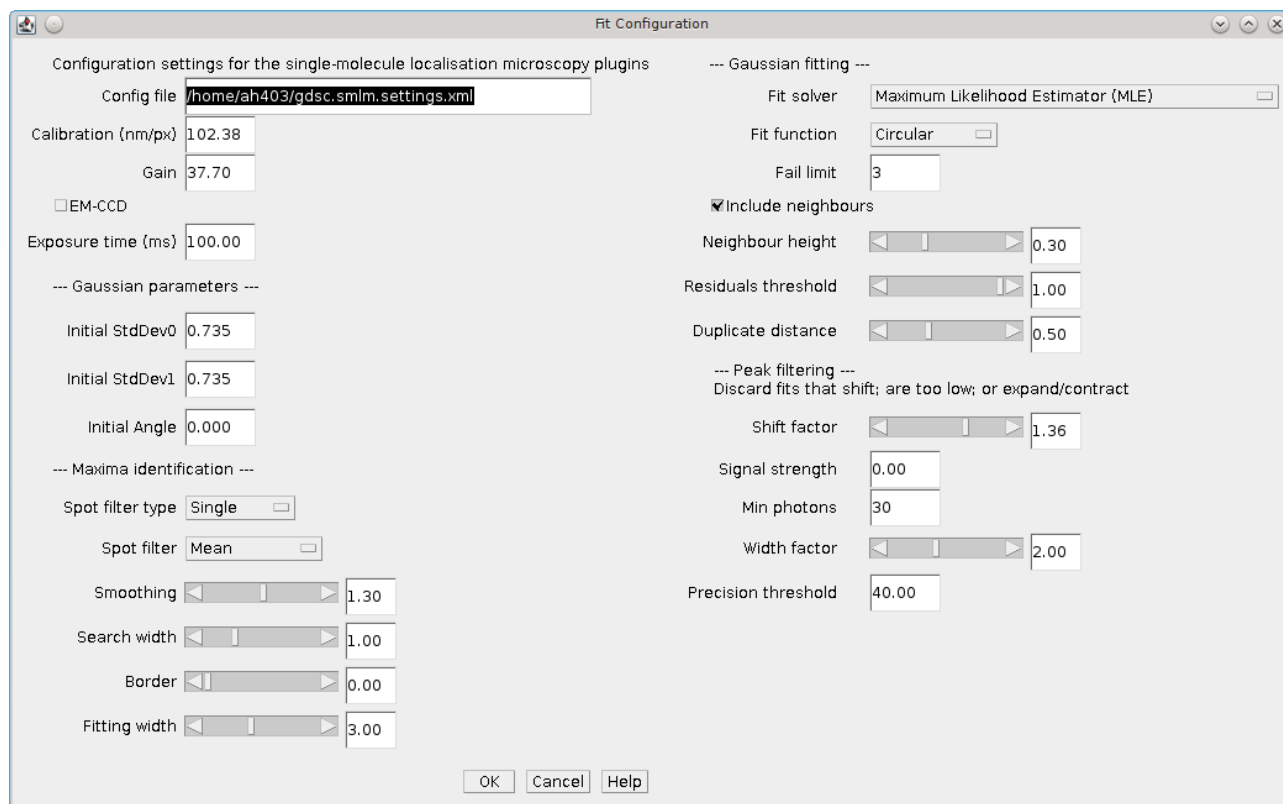 Fit Configuration
Configuration settings for the single-molecule localisation microscopy plugins
Config file /home/ah403/gdsc.smlm.settings.xml
Calibration (nm/px) 102.38
Gain 37.70
EM-CCD
Exposure time (ms) 100.00
--- Gaussian parameters ---
Initial StdDev0 0.735
Initial StdDev1 0.735
Initial Angle 0.000
--- Maxima identification ---
Spot filter type Single
Spot filter Mean
Smoothing 1.30
Search width 1.00
Border 0.00
Fitting width 3.00
--- Gaussian fitting ---
Fit solver Maximum Likelihood Estimator (MLE)
Fit function Circular
Fail limit 3
Include neighbours
Neighbour height 0.30
Residuals threshold 1.00
Duplicate distance 0.50
--- Peak filtering ---
Discard fits that shift; are too low; or expand/contract
Shift factor 1.36
Signal strength 0.00
Min photons 30
Width factor 2.00
Precision threshold 40.00
OK Cancel Help